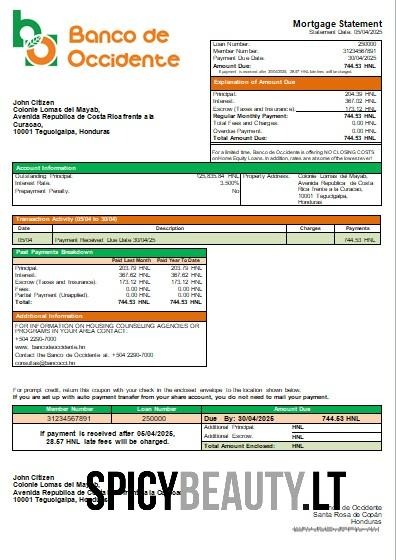 Banco de
Occidente
Mortgage Statement
Statement Date: 05/04/2025
Loan Number: 250000
Member Number: 31234567891
Payment Due Date: 30/04/2025
Amount Due: 744.53 HNL
If payment is received after 30/04/2025, 28.57 HNL late fees will be charged.
Explanation of Amount Due
Principal: 204.39 HNL
Interest: 367.02 HNL
Escrow (Taxes and Insurance): 173.12 HNL
Regular Monthly Payment: 744.53 HNL
Total Fees and Charges: 0.00 HNL
Overdue Payment: 0.00 HNL
Total Amount Due: 744.53 HNL
John Citizen
Colonie Lomas del Mayab,
Avenida Republica de Costa Rica frente a la
Curacao,
10001 Tegucigalpa, Honduras
For a limited time, Banco de Occidente is offering NO CLOSING COSTS
on Home Equity Loans. In addition, rates are at some of the lowest ever!
Account Information
Outstanding Principal: 125,835.84 HNL
Interest Rate: 3.500%
Prepayment Penalty: No
Property Address: Colonie Lomas del Mayab,
Avenida Republica de Costa
Rica frente a la Curacao,
10001 Tegucigalpa,
Honduras
Transaction Activity (05/04 to 30/04)
Date Description Charges Payments
05/04 Payment Received Due Date 30/04/25 744.53 HNL
Past Payments Breakdown
Paid Last Month Paid Year To Date
Principal: 203.79 HNL 203.79 HNL
Interest: 367.62 HNL 367.62 HNL
Escrow (Taxes and Insurance): 173.12 HNL 173.12 HNL
Fees: 0.00 HNL 0.00 HNL
Partial Payment (Unapplied): 0.00 HNL 0.00 HNL
Total: 744.53 HNL 744.53 HNL
Additional Information
FOR INFORMATION ON HOUSING COUNSELING AGENCIES OR
PROGRAMS IN YOUR AREA CONTACT:
+504 2290-7000
www. bancodeoccidente.hn
Contact the Banco de Occidente at. +504 2290-7000
consultas@bancocci.hn
For prompt credit, return this coupon with your check in the enclosed envelope to the location shown below.
If you are set up with auto payment transfer from your share account, you do not need to mail your payment.
Member Number Loan Number Amount Due
31234567891 250000 Due By: 30/04/2025 744.53 HNL
If payment is received after 05/04/2025,
28.57 HNL late fees will be charged.
Additional Principal: HNL
Additional Escrow: HNL
Total Amount Enclosed: HNL
John Citizen
Colonie Lomas del Mayab,
Avenida Republica de Costa Rica frente a la Curacao
10001 Tegucigalpa, Honduras
SPICYBEAUTY.LT
Banco de Occidente
Santa Rosa de Copán
Honduras